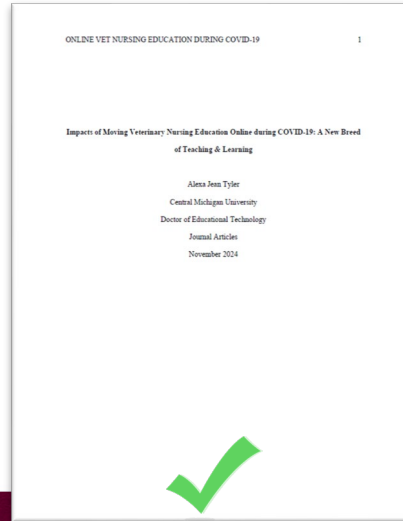 ONLINE VET NURSING EDUCATION DURING COVID-19 1
Impacts of Moving Veterinary Nursing Education Online during COVID-19: A New Breed
of Teaching & Learning
Alexa Jean Tyler
Central Michigan University
Doctor of Educational Technology
Journal Articles
November 2024